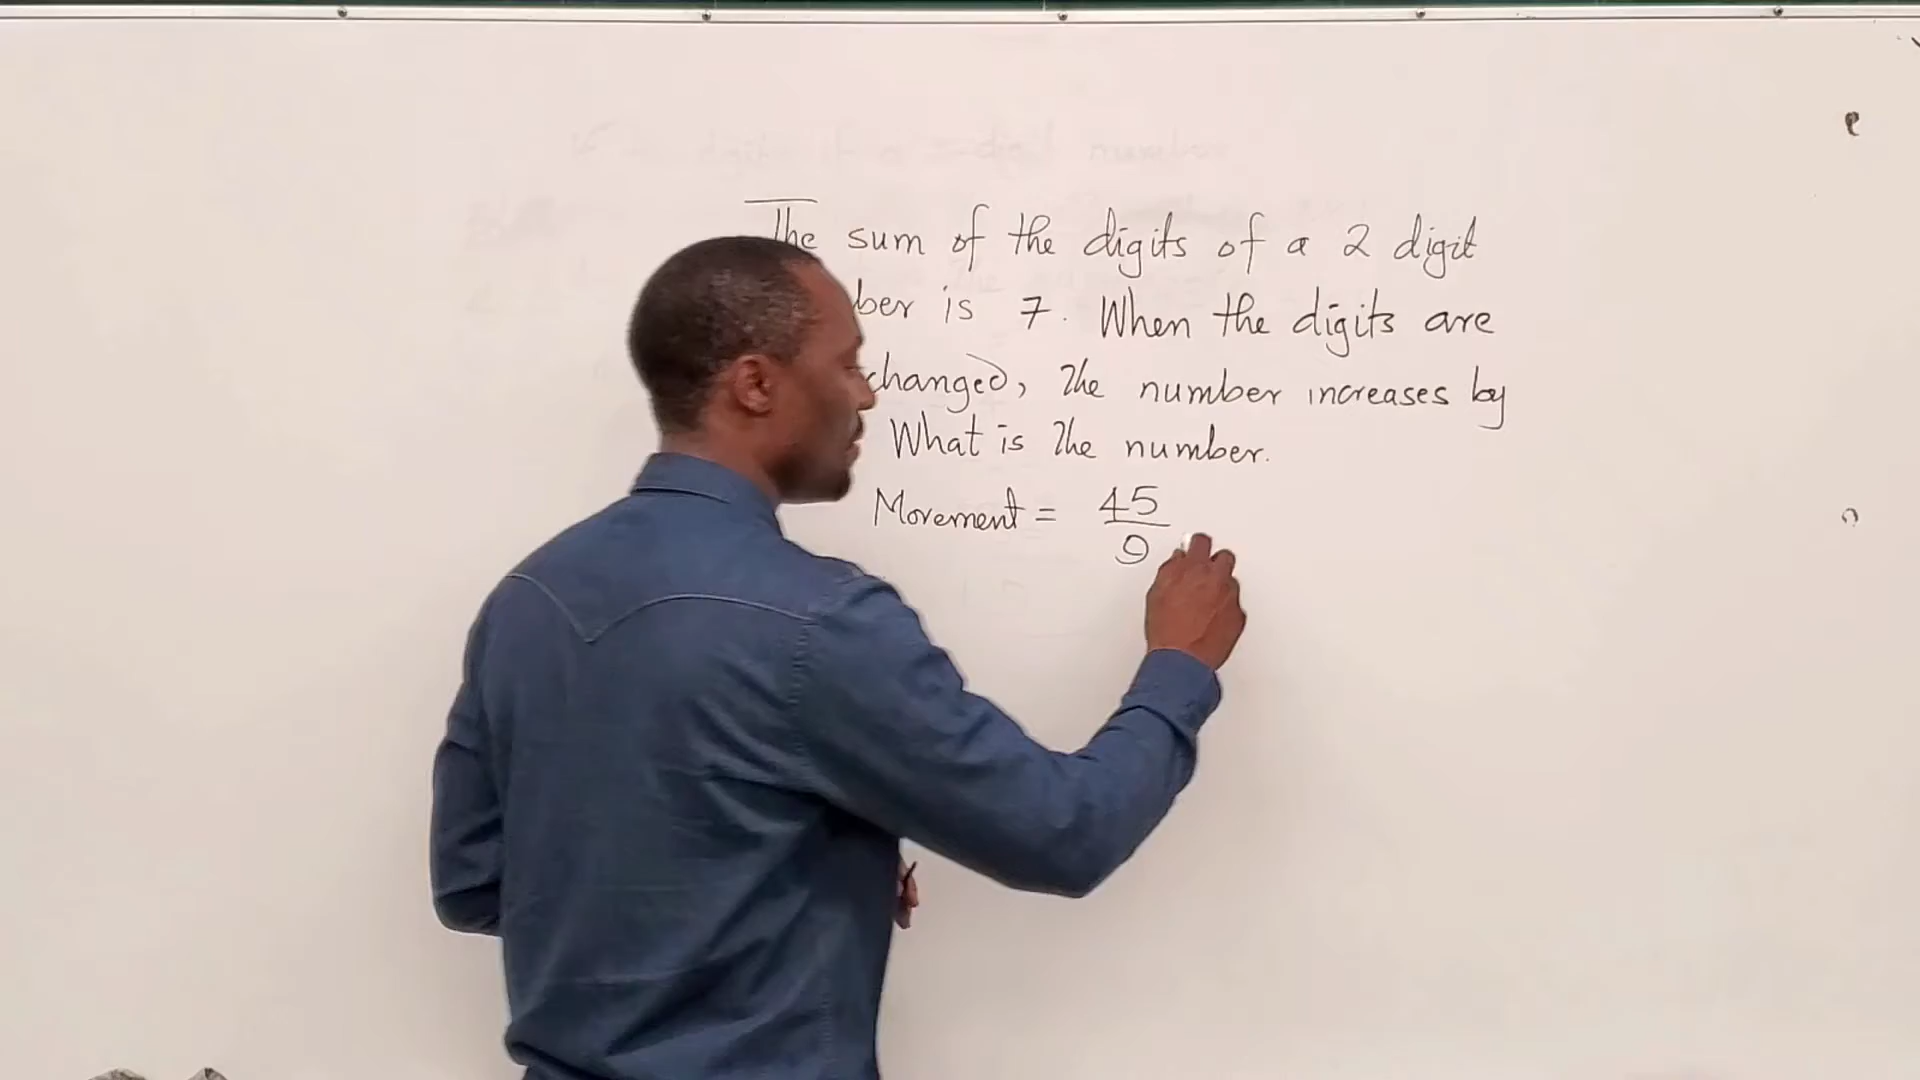 The sum of the digits of a 2 digit
ber is 7. When the digits are
changed, the number increases by
What is the number.
Movement = 45
9